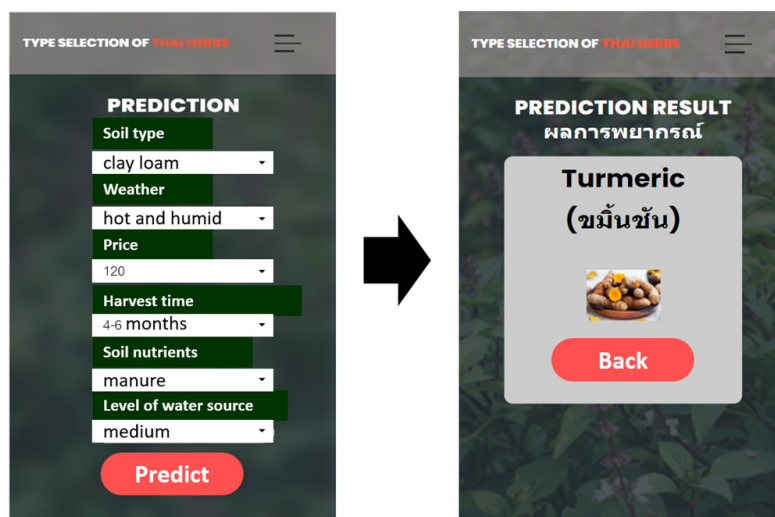 TYPE SELECTION OF THAI HERBS
PREDICTION
Soil type
clay loam
Weather
hot and humid
Price
120
Harvest time
4-6 months
Soil nutrients
manure
Level of water source
medium
Predict
TYPE SELECTION OF THAI HERBS
PREDICTION RESULT
ผลการพยากรณ์
Turmeric
(ขมิ้นชัน)
Back